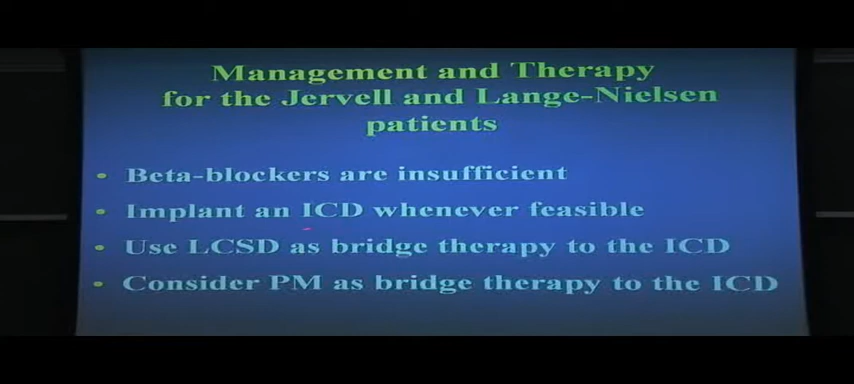 Management and Therapy
for the Jervell and Lange-Nielsen
patients
Beta-blockers are insufficient
Implant an ICD whenever feasible
Use LCSD as bridge therapy to the ICD
Consider PM as bridge therapy to the ICD